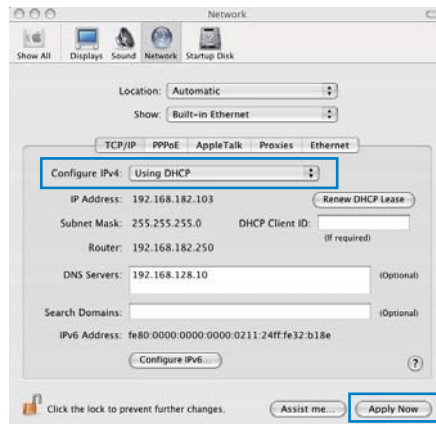 Network
Show All Displays Sound Network Startup Disk
Location: Automatic
Show: Built-in Ethernet
TCP/IP PPPoE AppleTalk Proxies Ethernet
Configure IPv4: Using DHCP
IP Address: 192.168.182.103 Renew DHCP Lease
Subnet Mask: 255.255.255.0 DHCP Client ID:
(If required)
Router: 192.168.182.250
DNS Servers: 192.168.128.10 (Optional)
Search Domains: (Optional)
IPv6 Address: fe80:0000:0000:0000:0211:24ff:fe32:b18e
Configure IPv6... ?
Click the lock to prevent further changes. Assist me... Apply Now